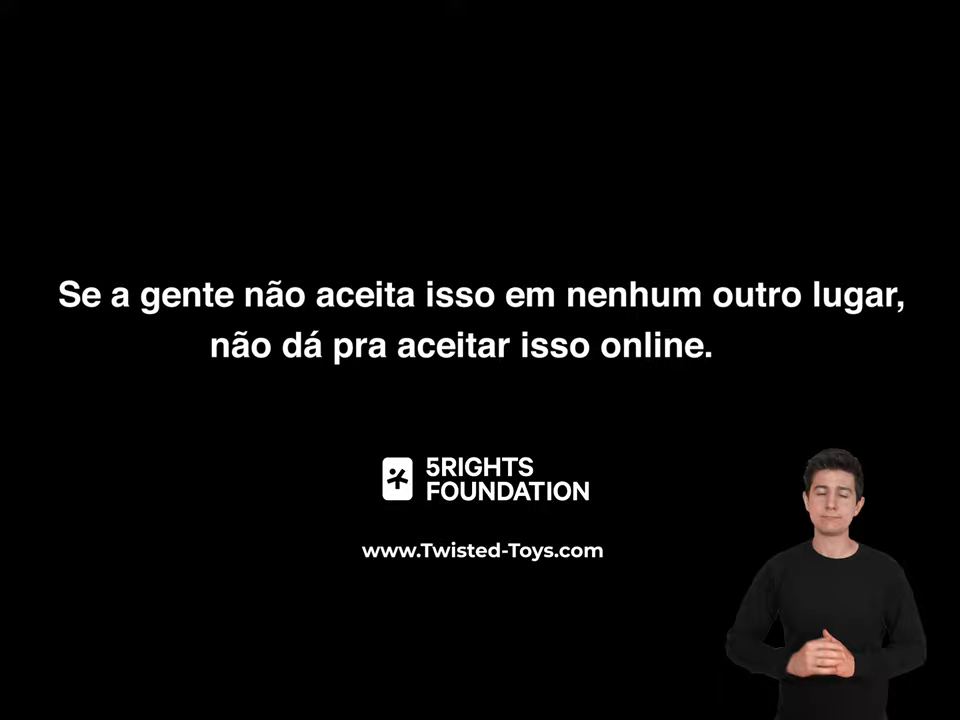 Se a gente não aceita isso em nenhum outro lugar,
não dá pra aceitar isso online.
5RIGHTS
FOUNDATION
www.Twisted-Toys.com